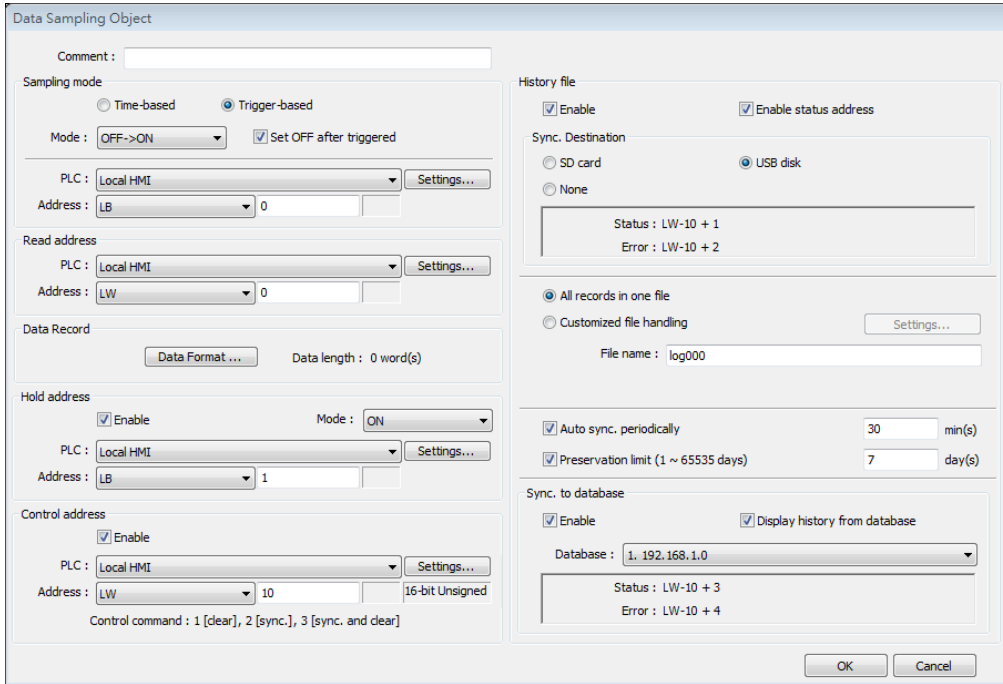 Data Sampling Object
Comment :
Sampling mode
Time-based Trigger-based
Mode : OFF->ON Set OFF after triggered
PLC : Local HMI Settings...
Address : LB 0
Read address
PLC : Local HMI Settings...
Address : LW 0
Data Record
Data Format ... Data length : 0 word(s)
Hold address
Enable Mode : ON
PLC : Local HMI Settings...
Address : LB 1
Control address
Enable
PLC : Local HMI Settings...
Address : LW 10 16-bit Unsigned
Control command : 1 [clear], 2 [sync.], 3 [sync. and clear]
History file
Enable Enable status address
Sync. Destination
SD card USB disk
None
Status : LW-10 + 1
Error : LW-10 + 2
All records in one file
Customized file handling Settings...
File name : log000
Auto sync. periodically 30 min(s)
Preservation limit (1 ~ 65535 days) 7 day(s)
Sync. to database
Enable Display history from database
Database : 1. 192.168.1.0
Status : LW-10 + 3
Error : LW-10 + 4
OK Cancel